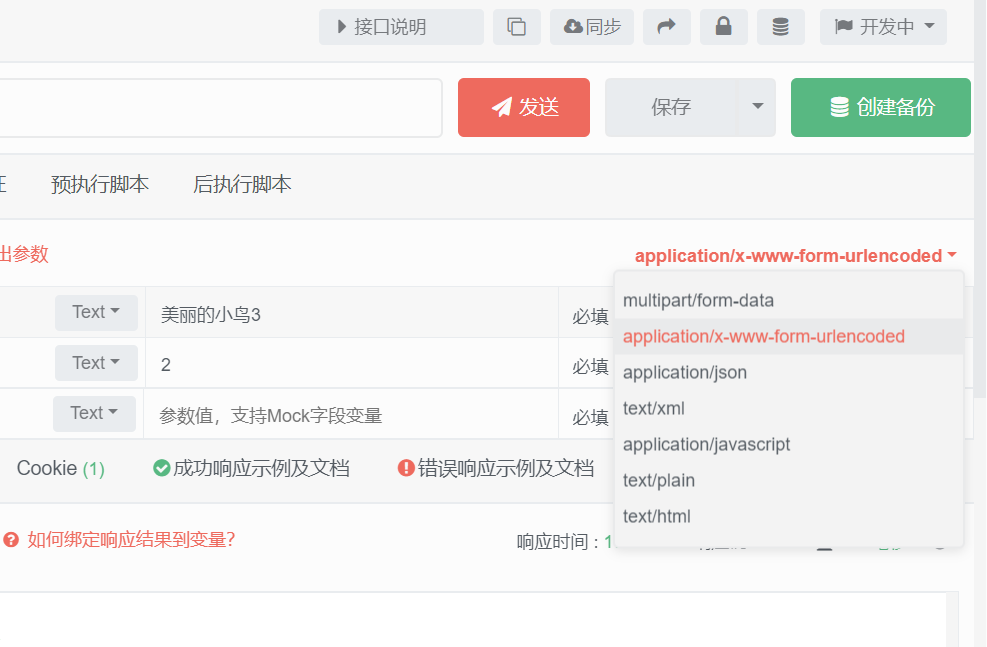 接口说明 同步 开发中
发送 保存 创建备份
预执行脚本 后执行脚本
出参数 application/x-www-form-urlencoded
multipart/form-data
Text 美丽的小鸟3 必填
application/x-www-form-urlencoded
Text 2 必填
application/json
text/xml
Text 参数值，支持Mock字段变量 必填
application/javascript
Cookie (1) 成功响应示例及文档 错误响应示例及文档
text/plain
text/html
如何绑定响应结果到变量? 响应时间 : 1